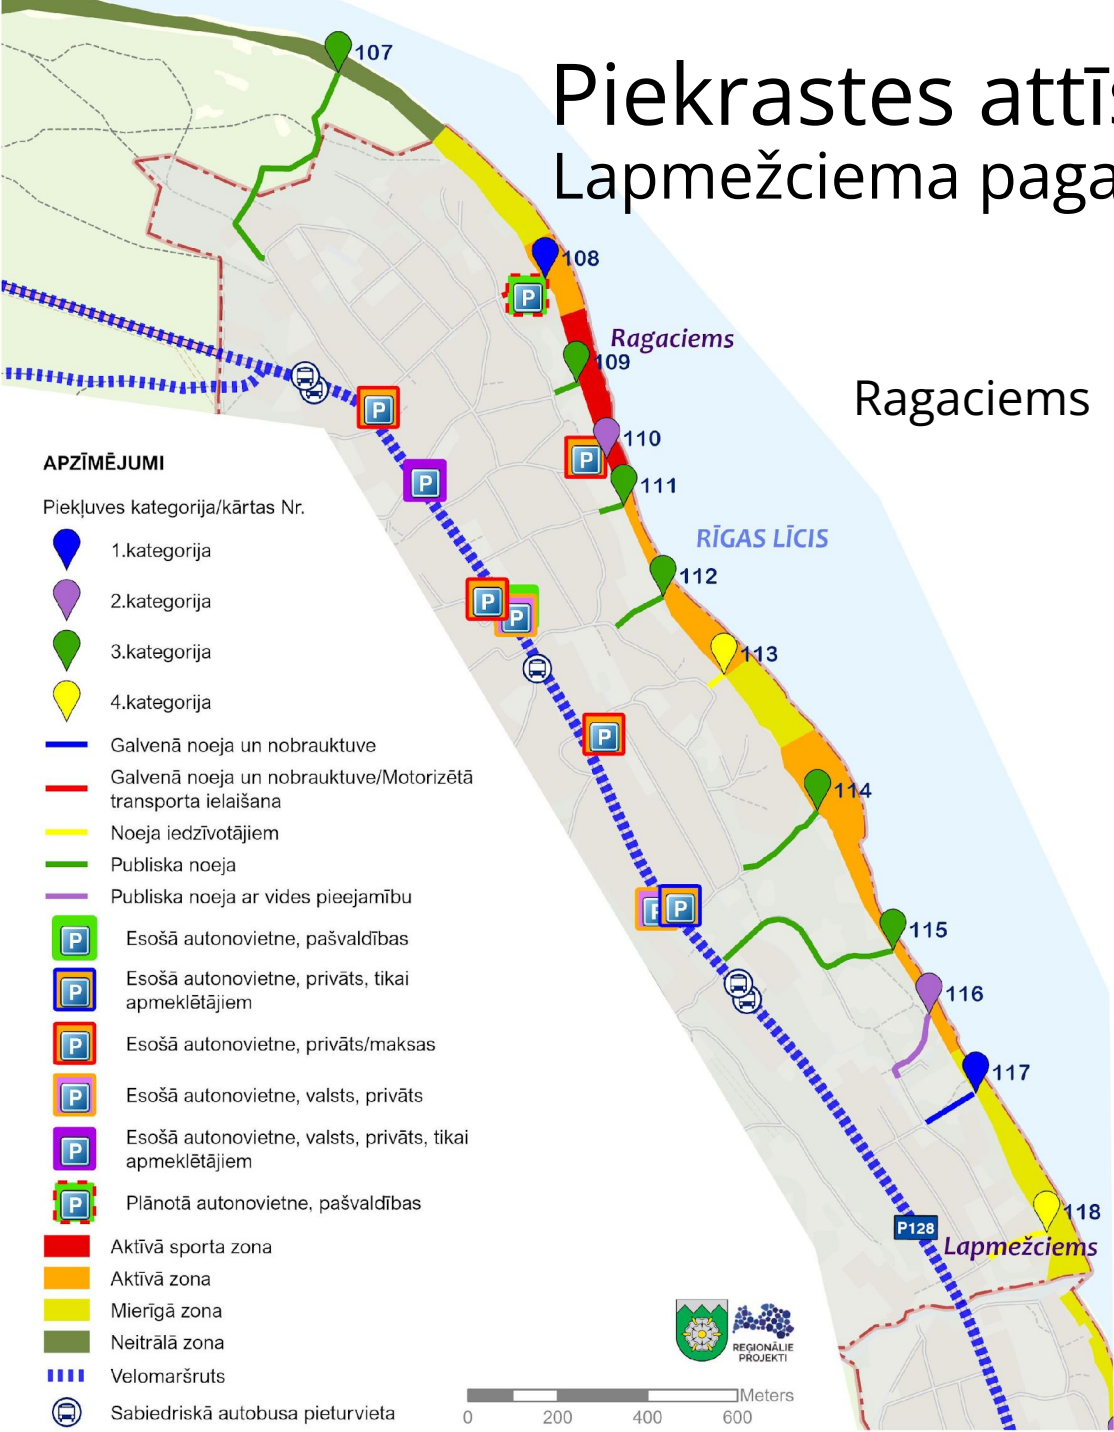 Piekrastes attīs
Lapmežciema paga
107
108
Ragaciems
109
Ragaciems
110
111
RĪGAS LĪCIS
112
113
114
115
116
117
118
P128
Lapmežciems
APZĪMĒJUMI
Piekļuves kategorija/kārtas Nr.
1.kategorija
2.kategorija
3.kategorija
4.kategorija
Galvenā noeja un nobrauktuve
Galvenā noeja un nobrauktuve/Motorizētā
transporta ielaišana
Noeja iedzīvotājiem
Publiska noeja
Publiska noeja ar vides pieejamību
P Esošā autonovietne, pašvaldības
P Esošā autonovietne, privāts, tikai
apmeklētājiem
P Esošā autonovietne, privāts/maksas
P Esošā autonovietne, valsts, privāts
P Esošā autonovietne, valsts, privāts, tikai
apmeklētājiem
P Plānotā autonovietne, pašvaldības
Aktīvā sporta zona
Aktīvā zona
Mierīgā zona
Neitrālā zona
Velomaršruts
Sabiedriskā autobusa pieturvieta
REĢIONĀLIE
PROJEKTI
Meters
0 200 400 600